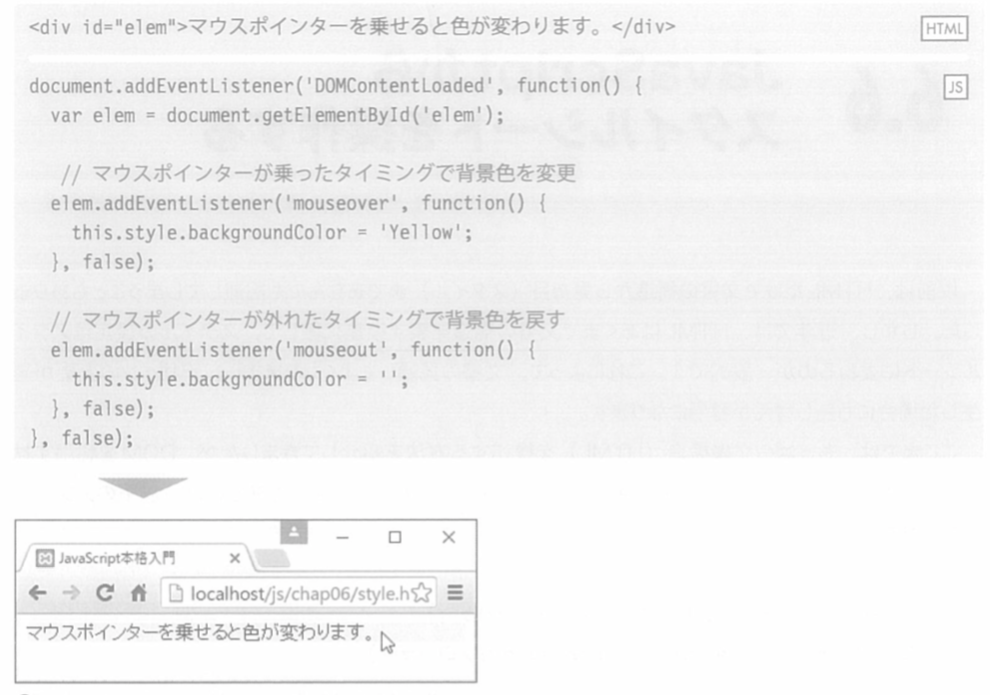 <div id="elem">マウスポインターを乗せると色が変わります。</div>
HTML
document.addEventListener('DOMContentLoaded', function() {
JS
var elem = document.getElementById('elem');
// マウスポインターが乗ったタイミングで背景色を変更
elem.addEventListener('mouseover', function() {
this.style.backgroundColor = 'Yellow';
}, false);
// マウスポインターが外れたタイミングで背景色を戻す
elem.addEventListener('mouseout', function() {
this.style.backgroundColor = '';
}, false);
}, false);
JavaScript本格入門
localhost/js/chap06/style.h
マウスポインターを乗せると色が変わります。